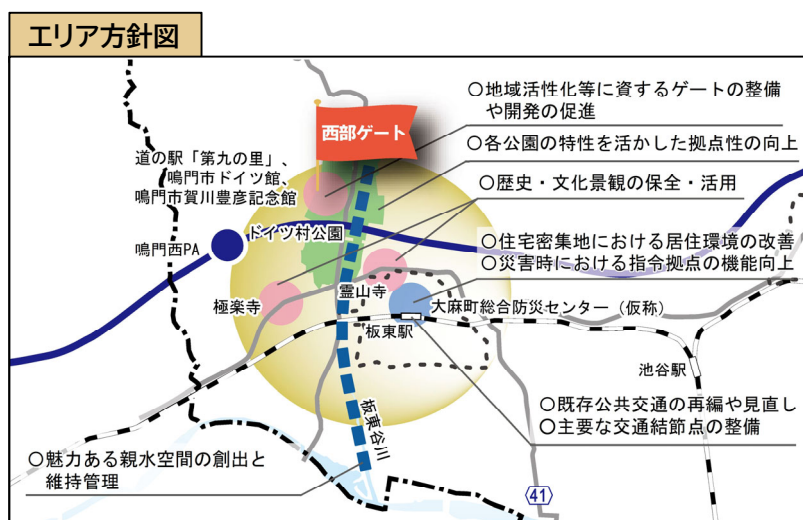 エリア方針図
○地域活性化等に資するゲートの整備
や開発の促進
西部ゲート
○各公園の特性を活かした拠点性の向上
道の駅「第九の里」、
鳴門市ドイツ館、
鳴門市賀川豊彦記念館
○歴史・文化景観の保全・活用
ドイツ村公園
鳴門西PA
○住宅密集地における居住環境の改善
○災害時における指令拠点の機能向上
極楽寺
霊山寺
大麻町総合防災センター（仮称）
板東駅
池谷駅
○既存公共交通の再編や見直し
○主要な交通結節点の整備
板東谷川
○魅力ある親水空間の創出と
維持管理
41